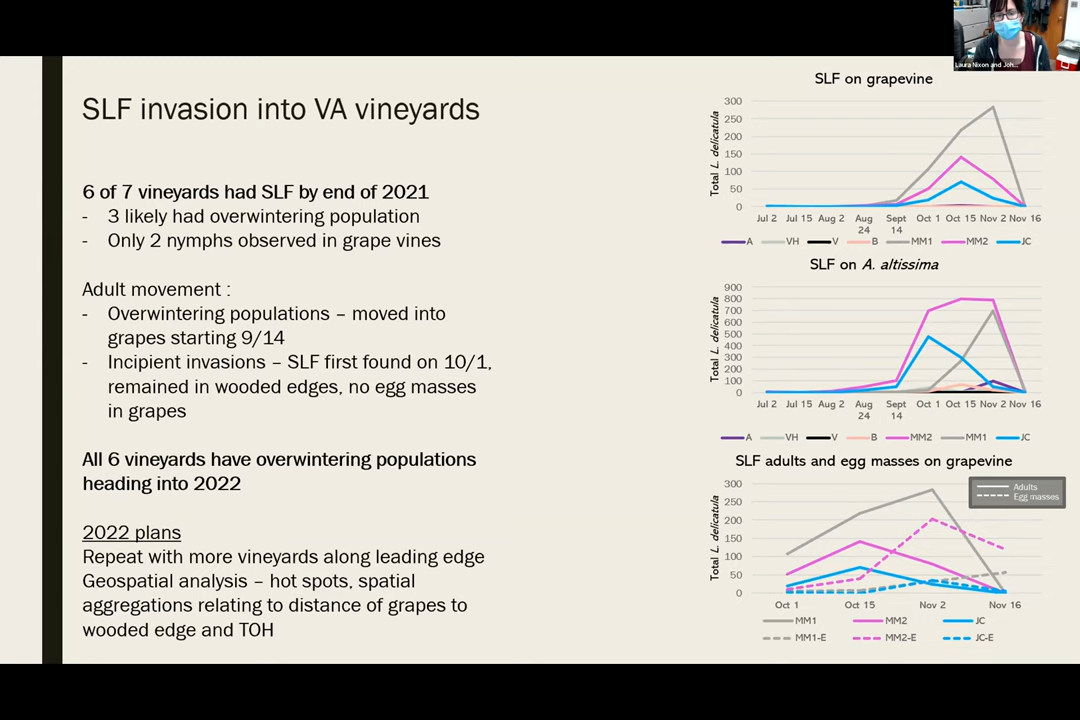 Laura Nixon and Joh...
SLF invasion into VA vineyards
6 of 7 vineyards had SLF by end of 2021
- 3 likely had overwintering population
- Only 2 nymphs observed in grape vines
Adult movement :
- Overwintering populations – moved into
grapes starting 9/14
- Incipient invasions – SLF first found on 10/1,
remained in wooded edges, no egg masses
in grapes
All 6 vineyards have overwintering populations
heading into 2022
2022 plans
Repeat with more vineyards along leading edge
Geospatial analysis – hot spots, spatial
aggregations relating to distance of grapes to
wooded edge and TOH
SLF on grapevine
Total L. delicatula
300
250
200
150
100
50
0
Jul 2 Jul 15 Aug 2 Aug 24 Sept 14 Oct 1 Oct 15 Nov 2 Nov 16
A VH V B MM1 MM2 JC
SLF on A. altissima
Total L. delicatula
900
800
700
600
500
400
300
200
100
0
Jul 2 Jul 15 Aug 2 Aug 24 Sept 14 Oct 1 Oct 15 Nov 2 Nov 16
A VH V B MM2 MM1 JC
SLF adults and egg masses on grapevine
Adults
Egg masses
Total L. delicatula
300
250
200
150
100
50
0
Oct 1 Oct 15 Nov 2 Nov 16
MM1 MM2 JC
MM1-E MM2-E JC-E